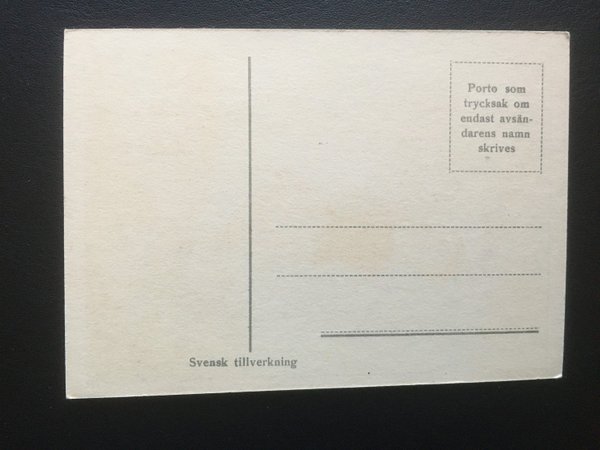 Porto som
trycksak om
endast avsän-
darens namn
skrives
Svensk tillverkning